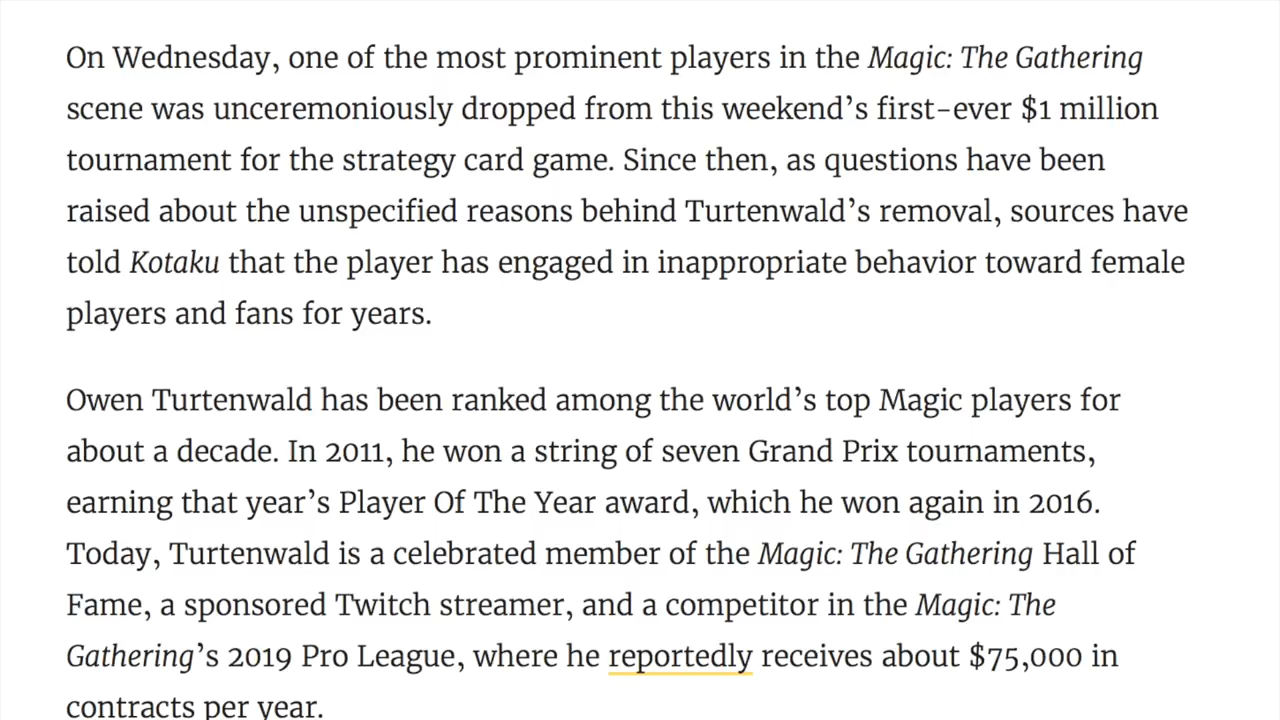 On Wednesday, one of the most prominent players in the Magic: The Gathering
scene was unceremoniously dropped from this weekend’s first-ever $1 million
tournament for the strategy card game. Since then, as questions have been
raised about the unspecified reasons behind Turtenwald’s removal, sources have
told Kotaku that the player has engaged in inappropriate behavior toward female
players and fans for years.
Owen Turtenwald has been ranked among the world’s top Magic players for
about a decade. In 2011, he won a string of seven Grand Prix tournaments,
earning that year’s Player Of The Year award, which he won again in 2016.
Today, Turtenwald is a celebrated member of the Magic: The Gathering Hall of
Fame, a sponsored Twitch streamer, and a competitor in the Magic: The
Gathering’s 2019 Pro League, where he reportedly receives about $75,000 in
contracts per year.